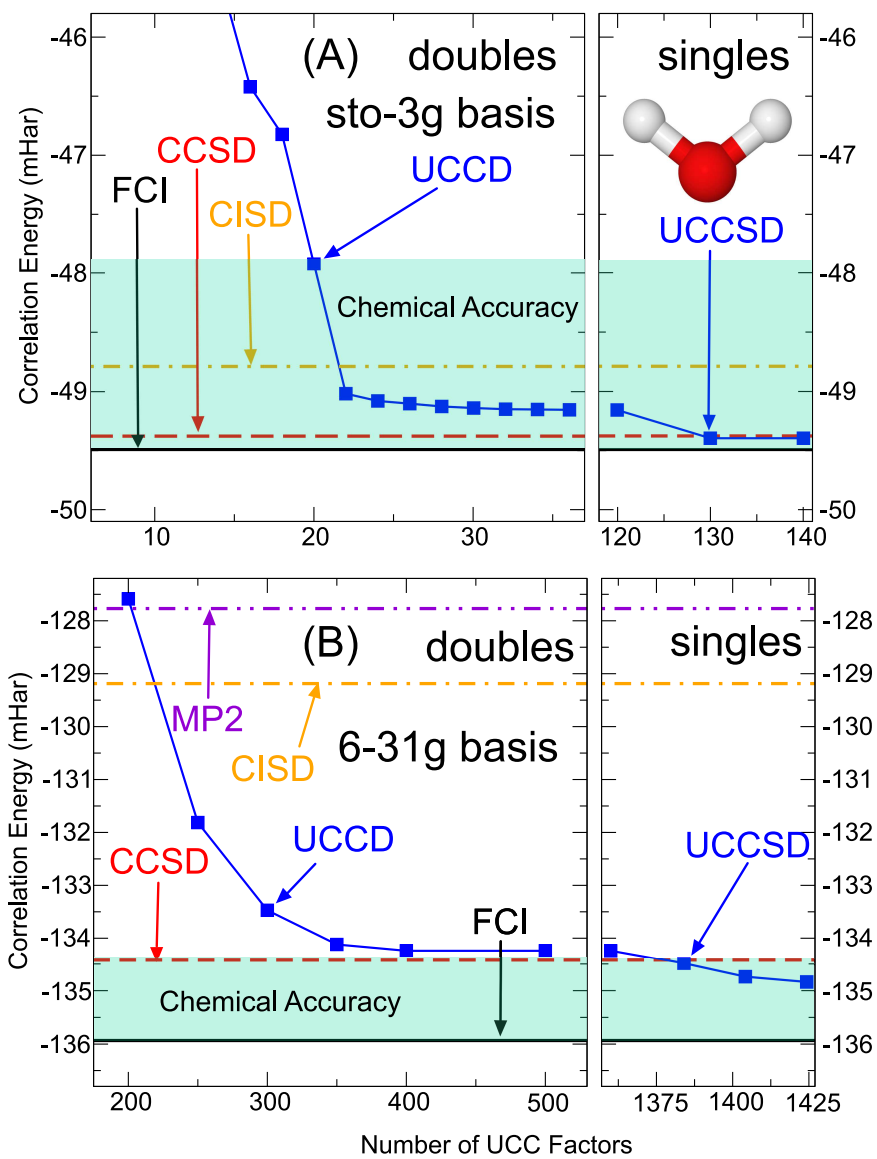 -46
(A)
doubles
singles
-46
sto-3g basis
-47
CCSD
UCCD
-47
FCI
CISD
UCCSD
-48
Chemical Accuracy
-48
-49
-49
-50
-50
10
20
30
120
130
140
Correlation Energy (mHar)
-128
(B)
doubles
singles
-128
-129
MP2
-129
-130
CISD
6-31g basis
-130
-131
-131
-132
UCCD
UCCSD
-132
CCSD
-133
FCI
-133
-134
-134
-135
Chemical Accuracy
-135
-136
-136
200
300
400
500
1375
1400
1425
Correlation Energy (mHar)
Number of UCC Factors